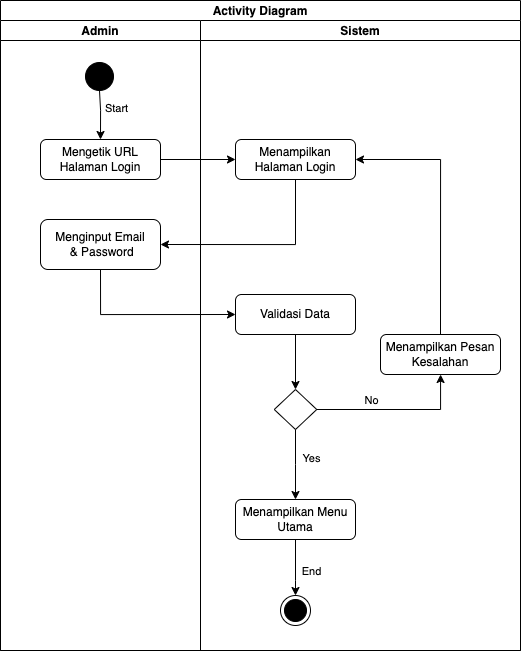 Activity Diagram
Admin
Sistem
Start
Mengetik URL
Halaman Login
Menampilkan
Halaman Login
Menginput Email
& Password
Validasi Data
Menampilkan Pesan
Kesalahan
No
Yes
Menampilkan Menu
Utama
End